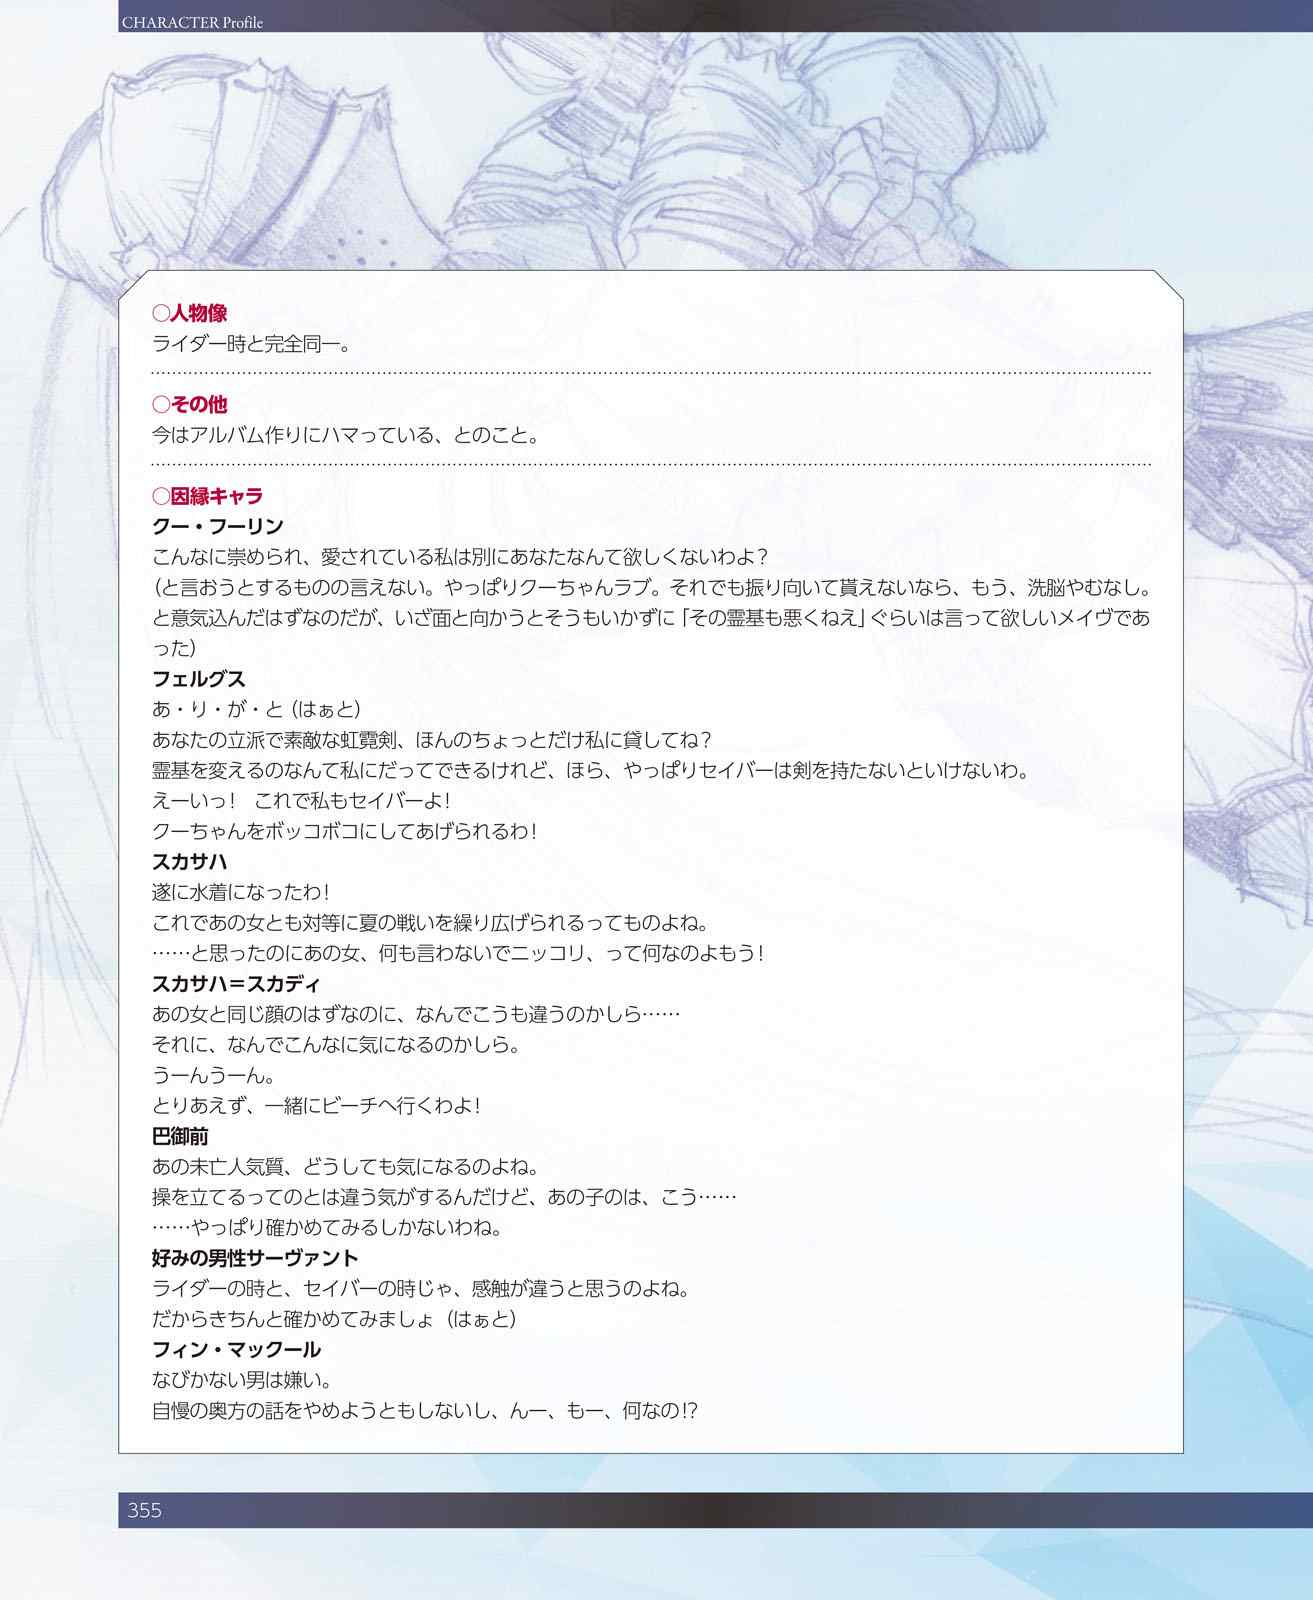 CHARACTER Profile
○人物像
ライダー時と完全同一。
○その他
今はアルバム作りにハマっている、とのこと。
○因縁キャラ
クー・フーリン
こんなに崇められ、愛されている私は別にあなたなんて欲しくないわよ?
(と言おうとするものの言えない。やっぱりクーちゃんラブ。それでも振り向いて貰えないなら、もう、洗脳やむなし。
と意気込んだはずなのだが、いざ面と向かうとそうもいかずに「その霊基も悪くねえ」ぐらいは言って欲しいメイヴであ
った)
フェルグス
あ・り・が・と(はぁと)
あなたの立派で素敵な虹霓剣、ほんのちょっとだけ私に貸してね?
霊基を変えるのなんて私にだってできるけれど、ほら、やっぱりセイバーは剣を持たないといけないわ。
えーいっ! これで私もセイバーよ!
クーちゃんをボッコボコにしてあげられるわ!
スカサハ
遂に水着になったわ!
これであの女とも対等に夏の戦いを繰り広げられるってものよね。
……と思ったのにあの女、何も言わないでニッコリ、って何なのよもう!
スカサハ=スカディ
あの女と同じ顔のはずなのに、なんでこうも違うのかしら……
それに、なんでこんなに気になるのかしら。
うーんうーん。
とりあえず、一緒にビーチへ行くわよ!
巴御前
あの未亡人気質、どうしても気になるのよね。
操を立てるってのとは違う気がするんだけど、あの子のは、こう……
……やっぱり確かめてみるしかないわね。
好みの男性サーヴァント
ライダーの時と、セイバーの時じゃ、感触が違うと思うのよね。
だからきちんと確かめてみましょ(はぁと)
フィン・マックール
なびかない男は嫌い。
自慢の奥方の話をやめようともしないし、んー、もー、何なの!?
355